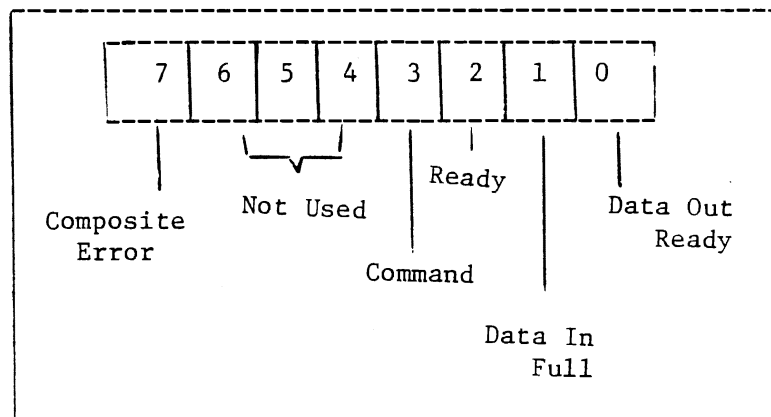 7 6 5 4 3 2 1 0
Ready
Not Used
Composite
Error
Data Out
Ready
Command
Data In
Full